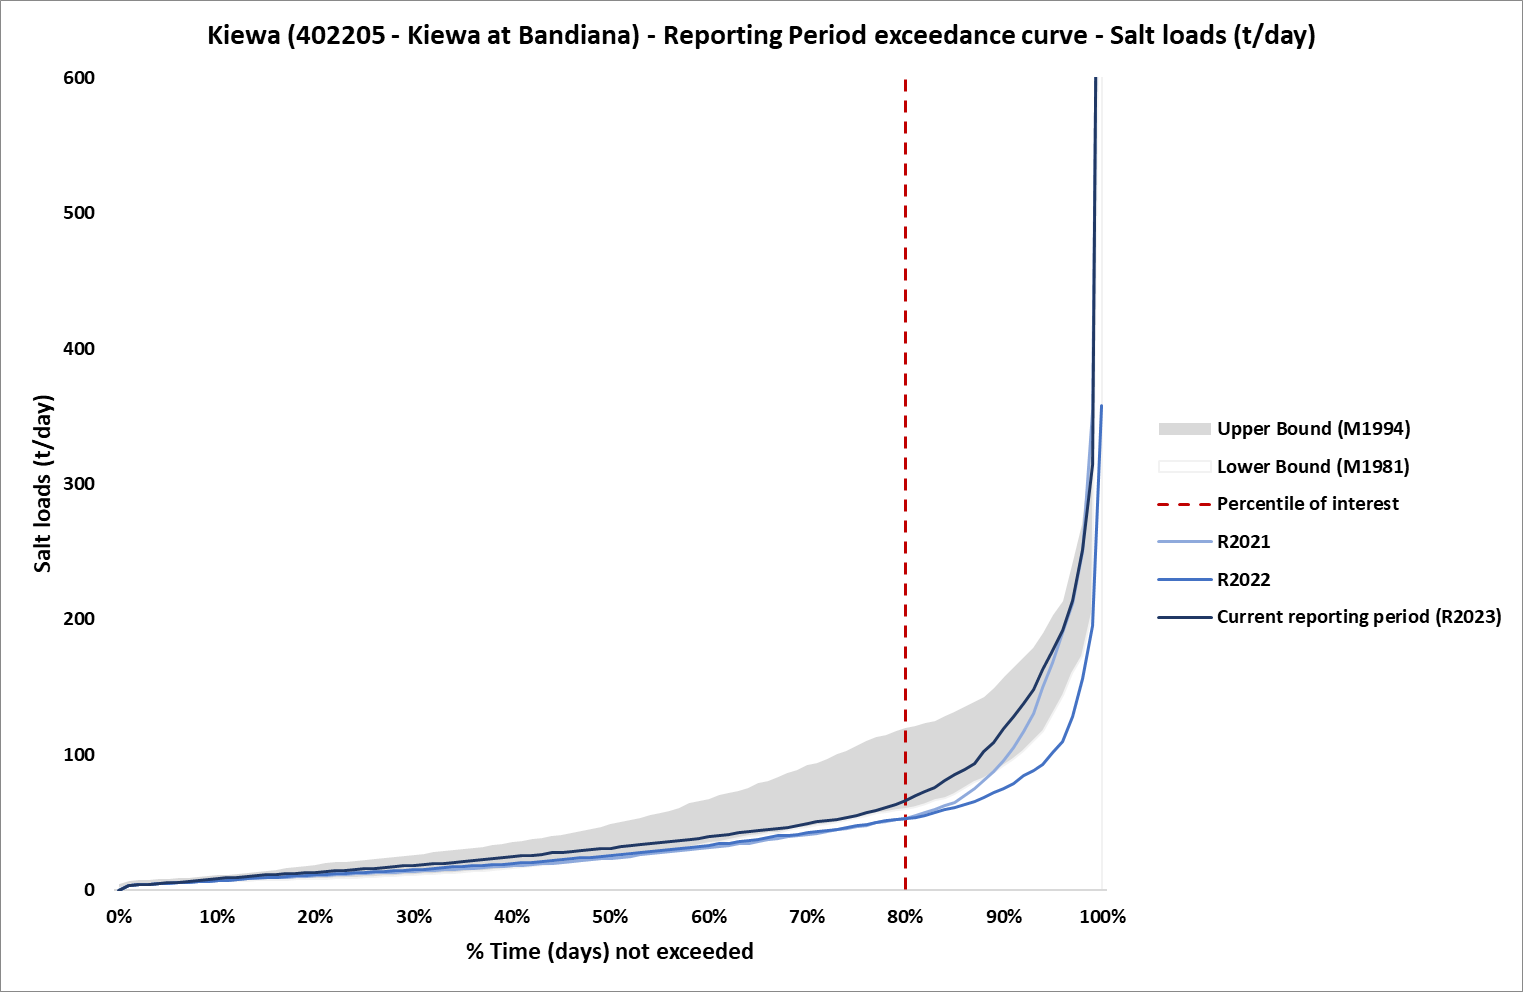 Kiewa (402205 - Kiewa at Bandiana) - Reporting Period exceedance curve - Salt loads (t/day)
600
500
400
300
200
100
0
Salt loads (t/day)
0% 10% 20% 30% 40% 50% 60% 70% 80% 90% 100%
% Time (days) not exceeded
Upper Bound (M1994)
Lower Bound (M1981)
Percentile of interest
R2021
R2022
Current reporting period (R2023)